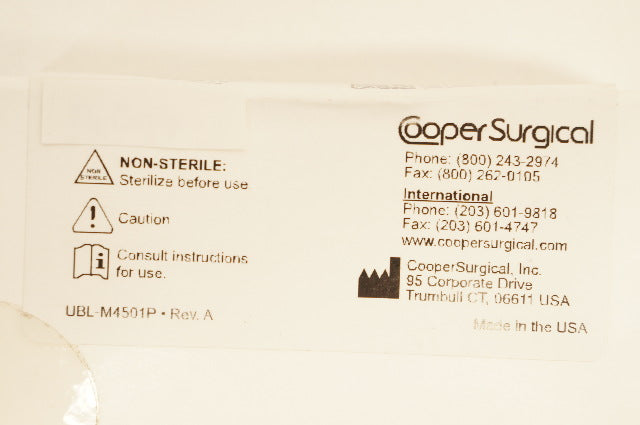 NON STERILE
NON-STERILE:
Sterilize before use
Caution
Consult instructions
for use.
UBL-M4501P • Rev. A
CooperSurgical
Phone: (800) 243-2974
Fax: (800) 262-0105
International
Phone: (203) 601-9818
Fax: (203) 601-4747
www.coopersurgical.com
CooperSurgical, Inc.
95 Corporate Drive
Trumbull CT, 06611 USA
Made in the USA